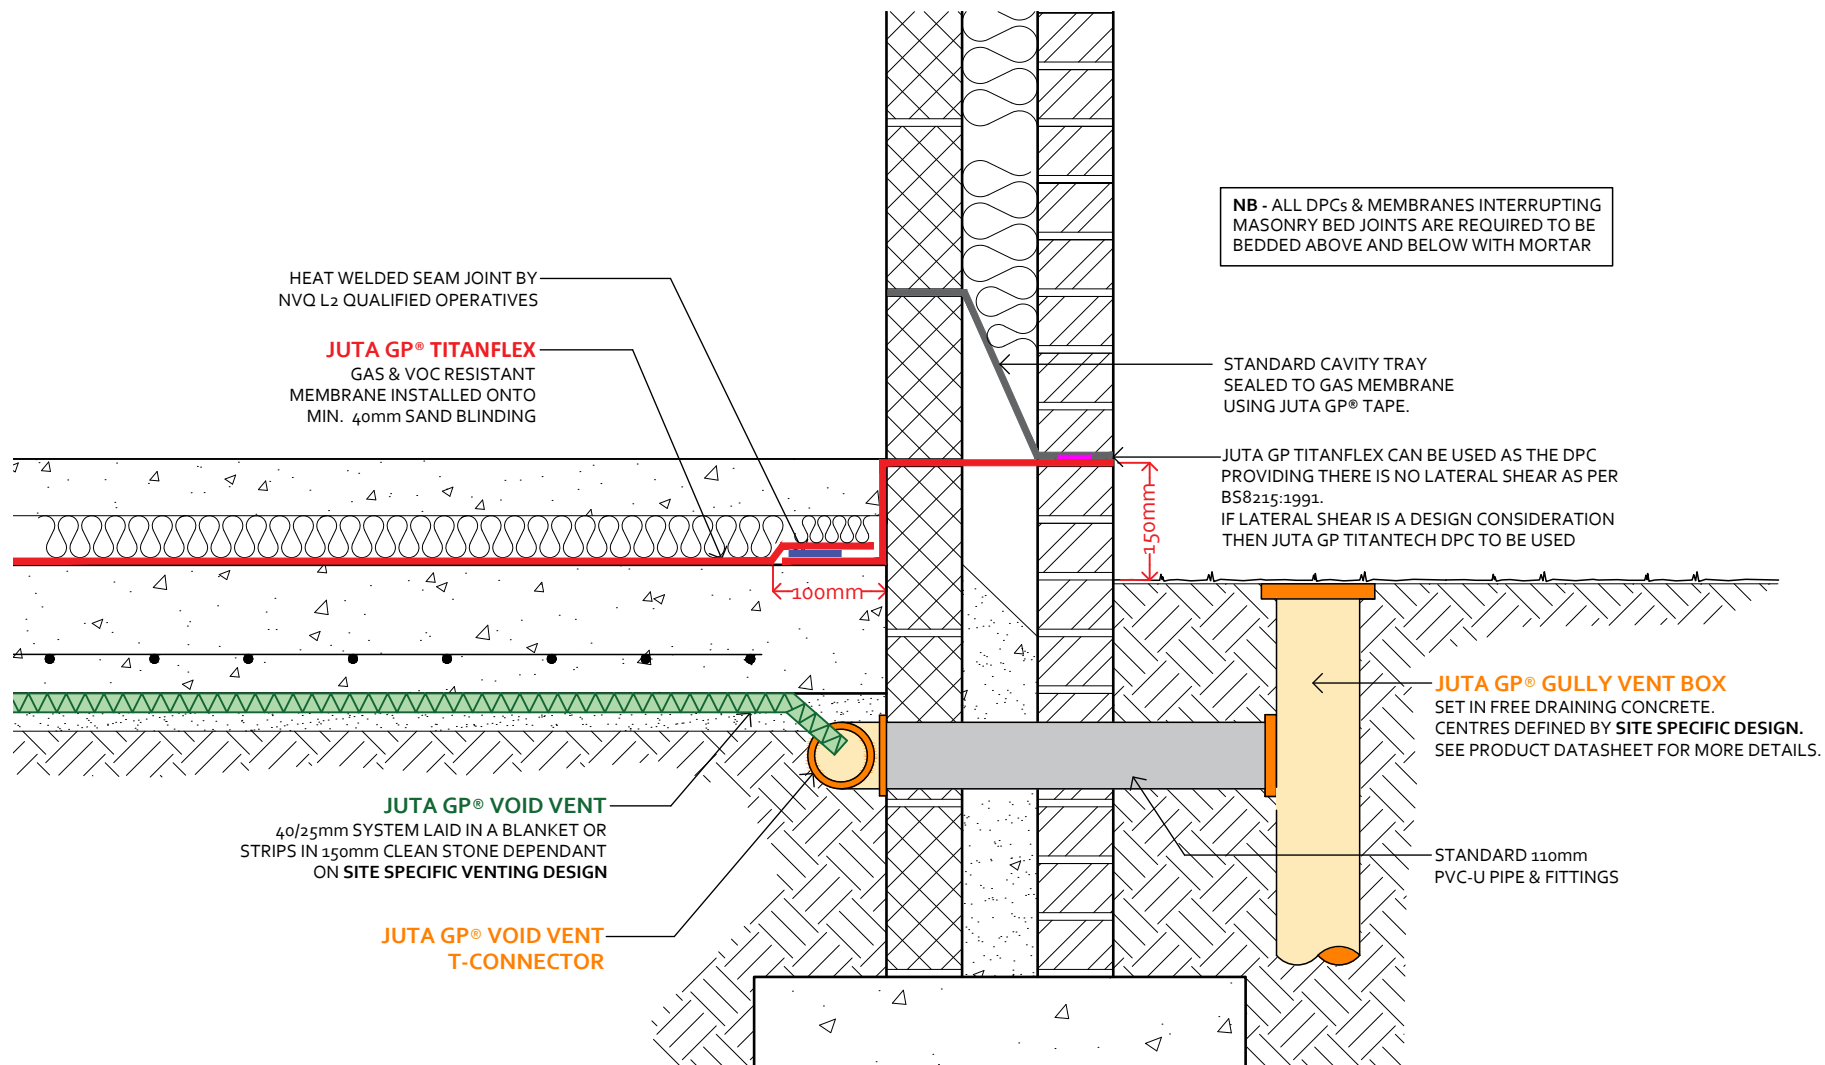 NB - ALL DPCs & MEMBRANES INTERRUPTING
MASONRY BED JOINTS ARE REQUIRED TO BE
BEDDED ABOVE AND BELOW WITH MORTAR
HEAT WELDED SEAM JOINT BY
NVQ L2 QUALIFIED OPERATIVES
JUTA GP® TITANFLEX
GAS & VOC RESISTANT
MEMBRANE INSTALLED ONTO
MIN. 40mm SAND BLINDING
STANDARD CAVITY TRAY
SEALED TO GAS MEMBRANE
USING JUTA GP® TAPE.
JUTA GP TITANFLEX CAN BE USED AS THE DPC
PROVIDING THERE IS NO LATERAL SHEAR AS PER
BS8215:1991.
IF LATERAL SHEAR IS A DESIGN CONSIDERATION
THEN JUTA GP TITANTECH DPC TO BE USED
150mm
100mm
JUTA GP® GULLY VENT BOX
SET IN FREE DRAINING CONCRETE.
CENTRES DEFINED BY SITE SPECIFIC DESIGN.
SEE PRODUCT DATASHEET FOR MORE DETAILS.
JUTA GP® VOID VENT
40/25mm SYSTEM LAID IN A BLANKET OR
STRIPS IN 150mm CLEAN STONE DEPENDANT
ON SITE SPECIFIC VENTING DESIGN
STANDARD 110mm
PVC-U PIPE & FITTINGS
JUTA GP® VOID VENT
T-CONNECTOR